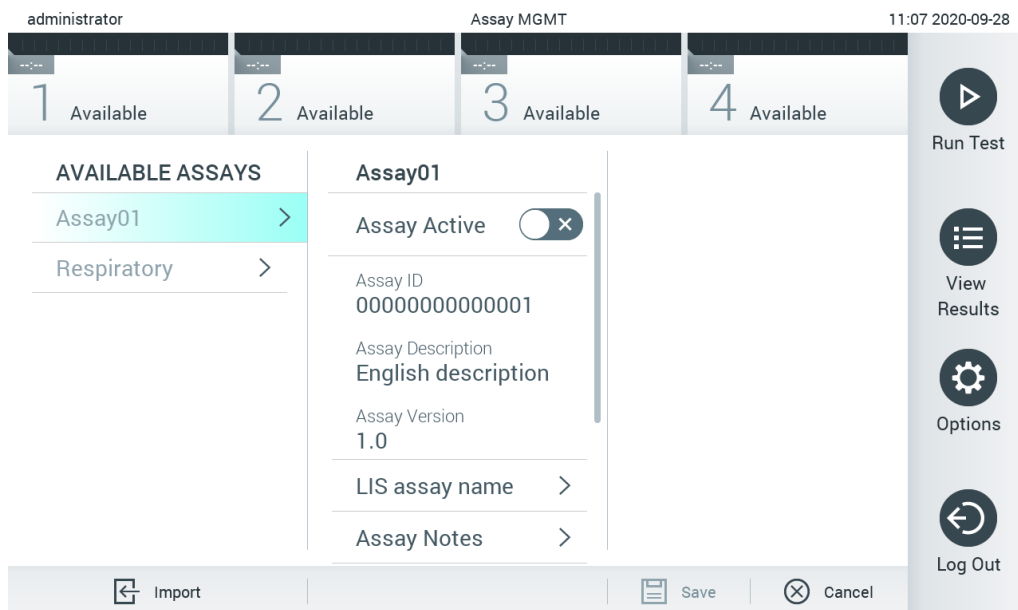 administrator
Assay MGMT
11:07 2020-09-28
--:--
1 Available
--:--
2 Available
--:--
3 Available
--:--
4 Available
AVAILABLE ASSAYS
Assay01
Respiratory
Assay01
Assay Active
Assay ID
00000000000001
Assay Description
English description
Assay Version
1.0
LIS assay name
Assay Notes
Run Test
View
Results
Options
Log Out
Import
Save
Cancel